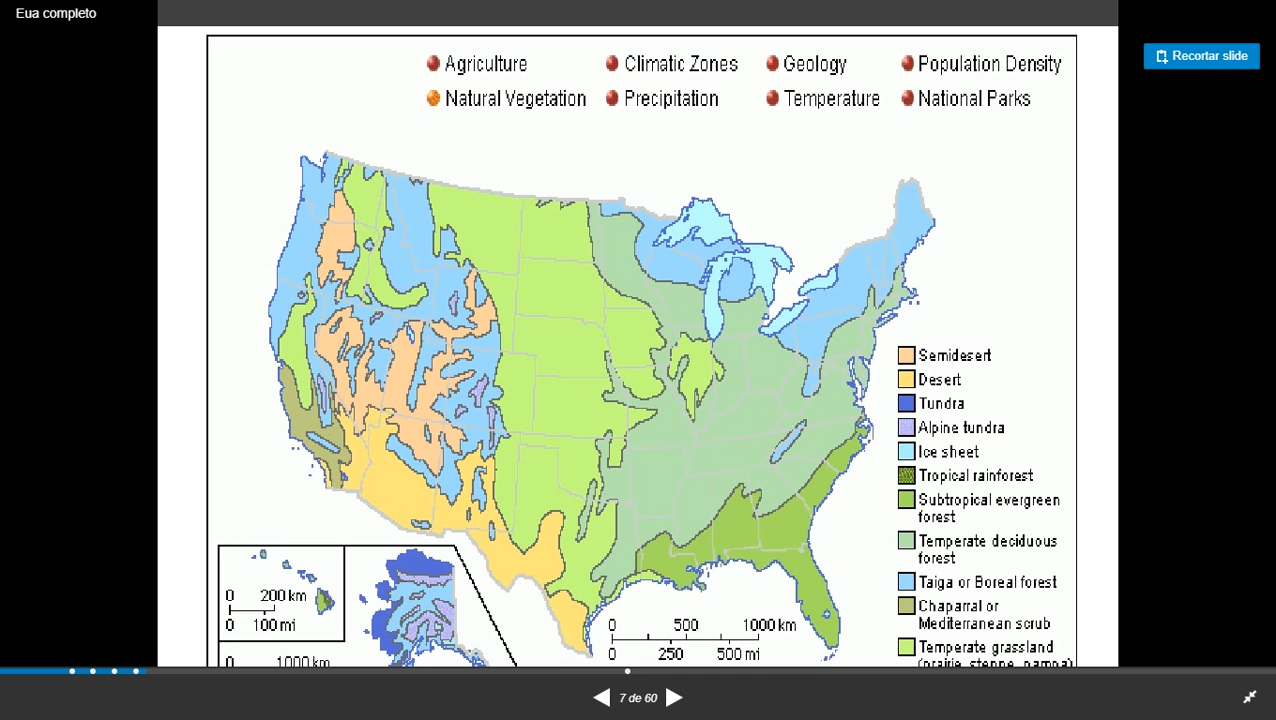 Eua completo
Recortar slide
Agriculture
Climatic Zones
Geology
Population Density
Natural Vegetation
Precipitation
Temperature
National Parks
Semidesert
Desert
Tundra
Alpine tundra
Ice sheet
Tropical rainforest
Subtropical evergreen
forest
Temperate deciduous
forest
Taiga or Boreal forest
Chaparral or
Mediterranean scrub
Temperate grassland
(prairie, steppe, pampa)
0 200 km
0 100 mi
0 1000 km
0 500 1000 km
0 250 500 mi
7 de 60